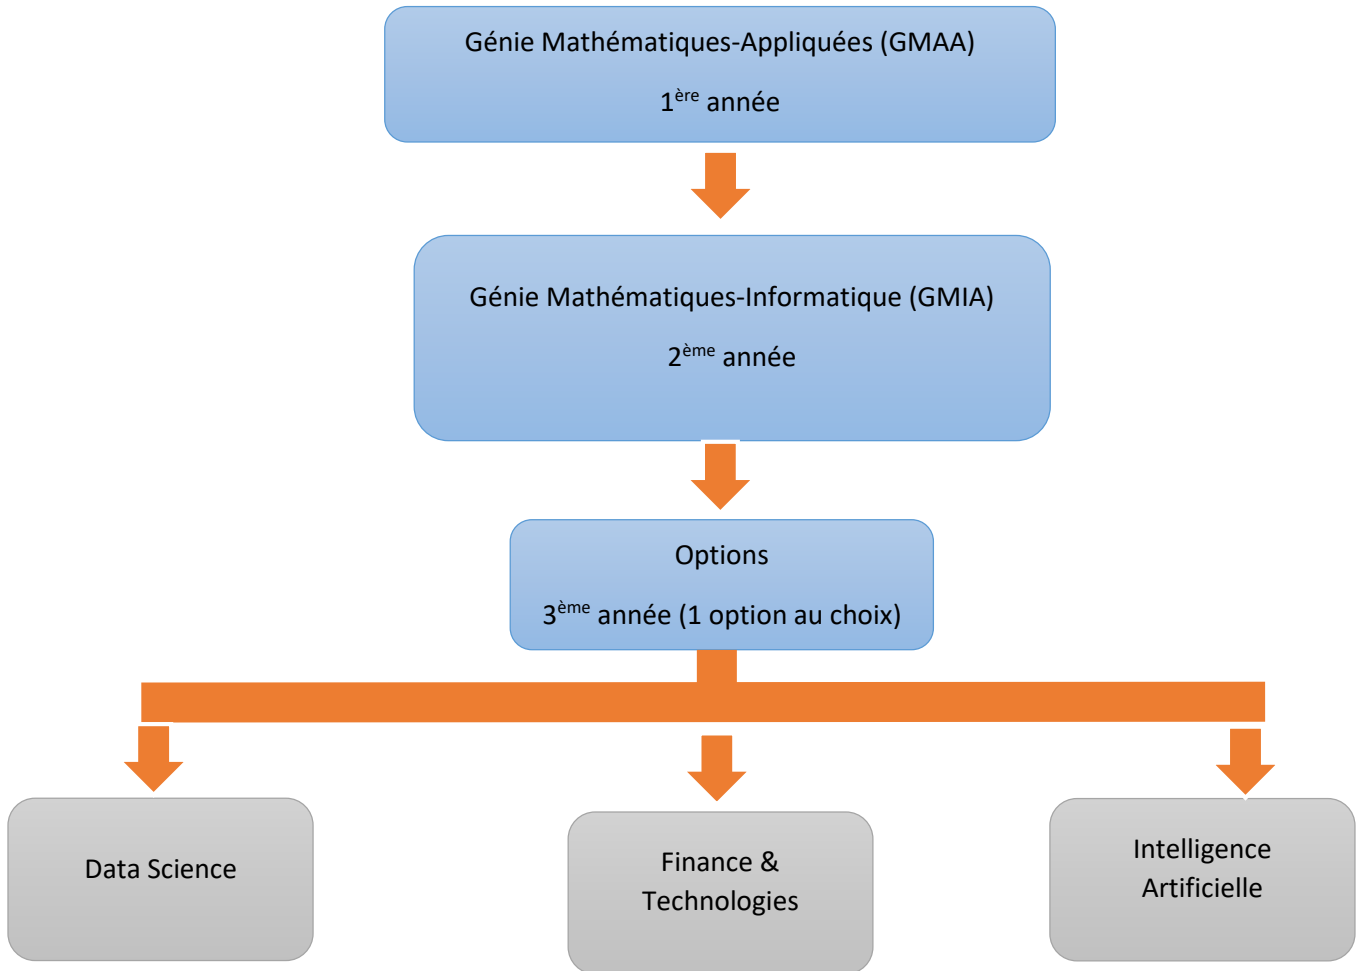 Génie Mathématiques-Appliquées (GMAA)
1ère année
Génie Mathématiques-Informatique (GMIA)
2ème année
Options
3ème année (1 option au choix)
Data Science
Finance &
Technologies
Intelligence
Artificielle